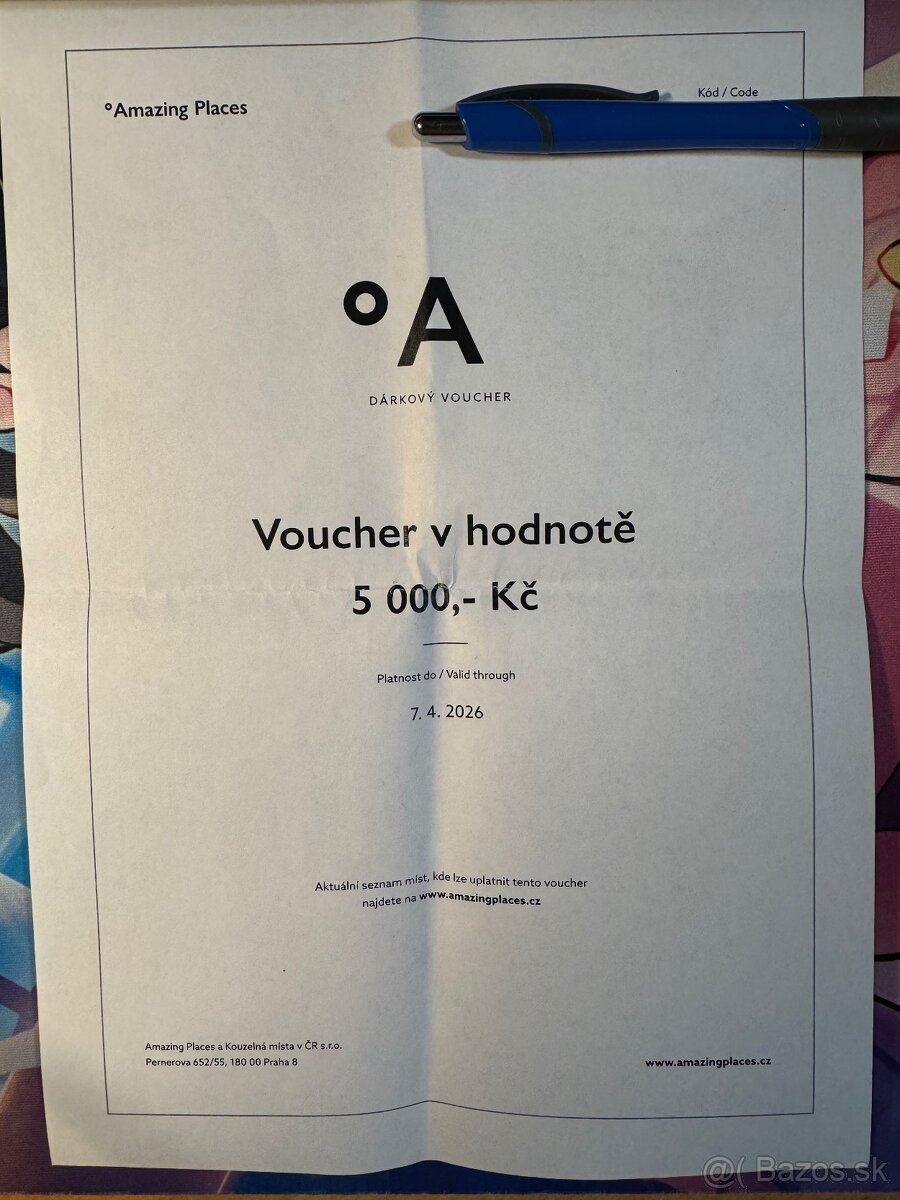 °Amazing Places
Kód / Code
°A
DÁRKOVÝ VOUCHER
Voucher v hodnotě
5 000,- Kč
Platnost do / Valid through
7. 4. 2026
Aktuální seznam míst, kde lze uplatnit tento voucher
najdete na www.amazingplaces.cz
Amazing Places a Kouzelná místa v ČR s.r.o.
Pernerova 652/55, 180 00 Praha 8
www.amazingplaces.cz
@( Bazos.sk